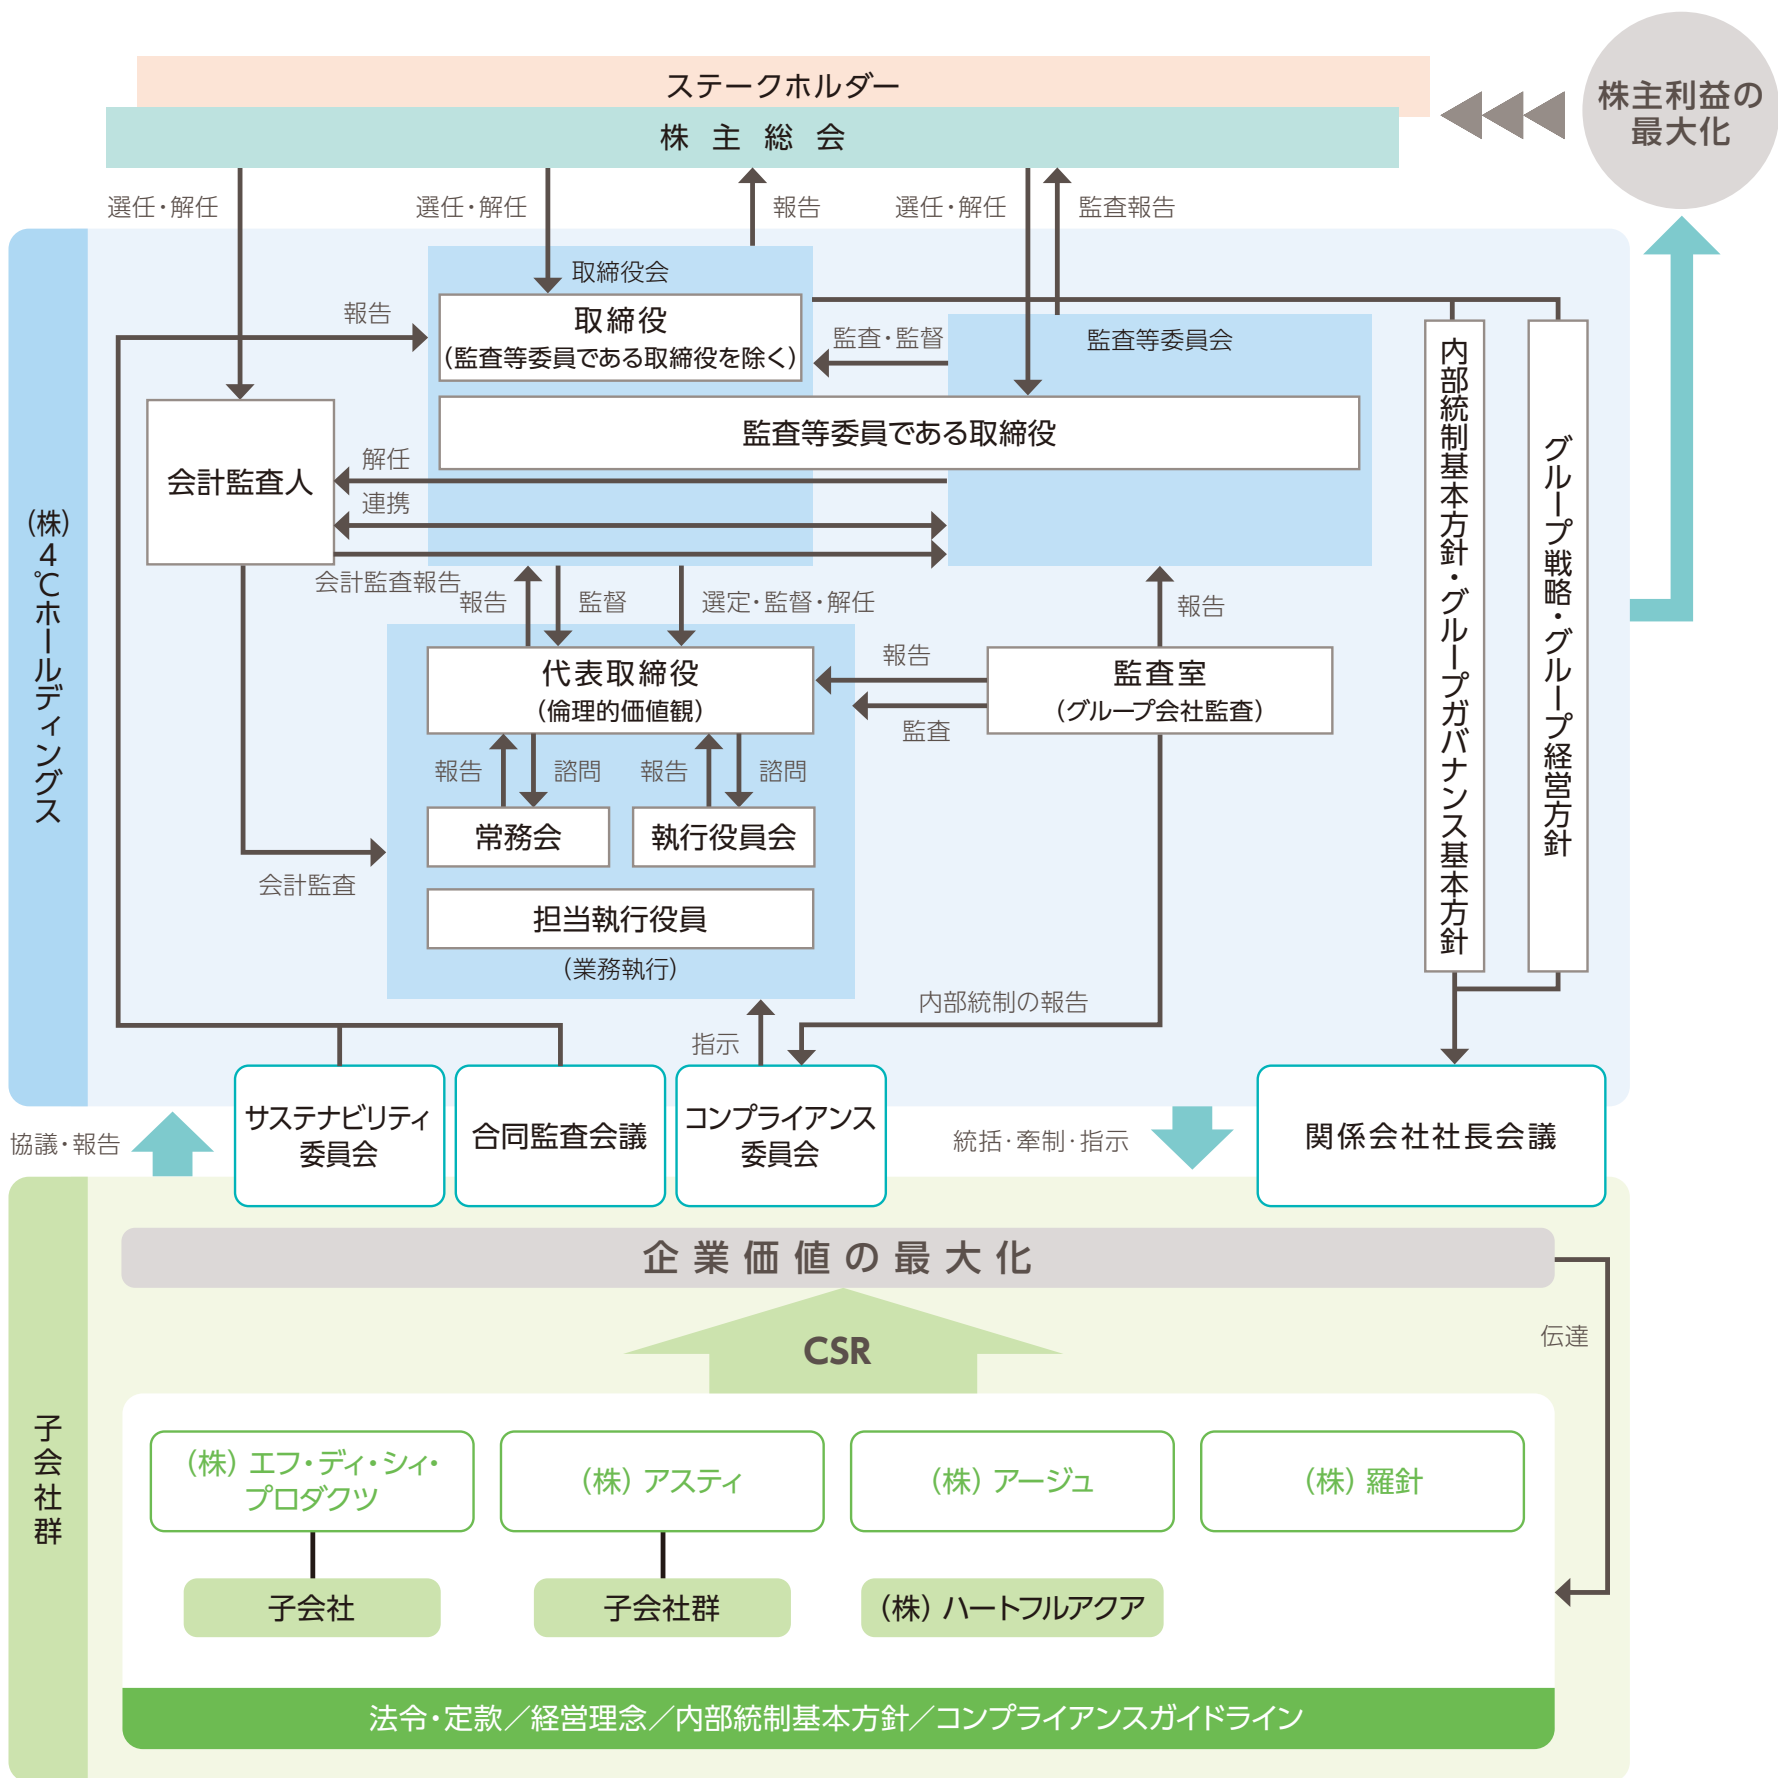 ステークホルダー
株主総会
株主利益の
最大化
選任・解任
選任・解任
報告
選任・解任
監査報告
取締役会
報告
取締役
(監査等委員である取締役を除く)
監査・監督
監査等委員会
監査等委員である取締役
会計監査人
解任
連携
会計監査報告
報告
監督
選定・監督・解任
報告
内部統制基本方針・グループガバナンス基本方針
グループ戦略・グループ経営方針
(株)4℃ホールディングス
代表取締役
(倫理的価値観)
報告
監査
監査室
(グループ会社監査)
報告
諮問
報告
諮問
常務会
執行役員会
会計監査
担当執行役員
(業務執行)
内部統制の報告
指示
サステナビリティ
委員会
合同監査会議
コンプライアンス
委員会
関係会社社長会議
協議・報告
統括・牽制・指示
企業価値の最大化
CSR
伝達
子会社群
(株)エフ・ディ・シィ・
プロダクツ
(株)アスティ
(株)アージュ
(株)羅針
子会社
子会社群
(株)ハートフルアクア
法令・定款／経営理念／内部統制基本方針／コンプライアンスガイドライン